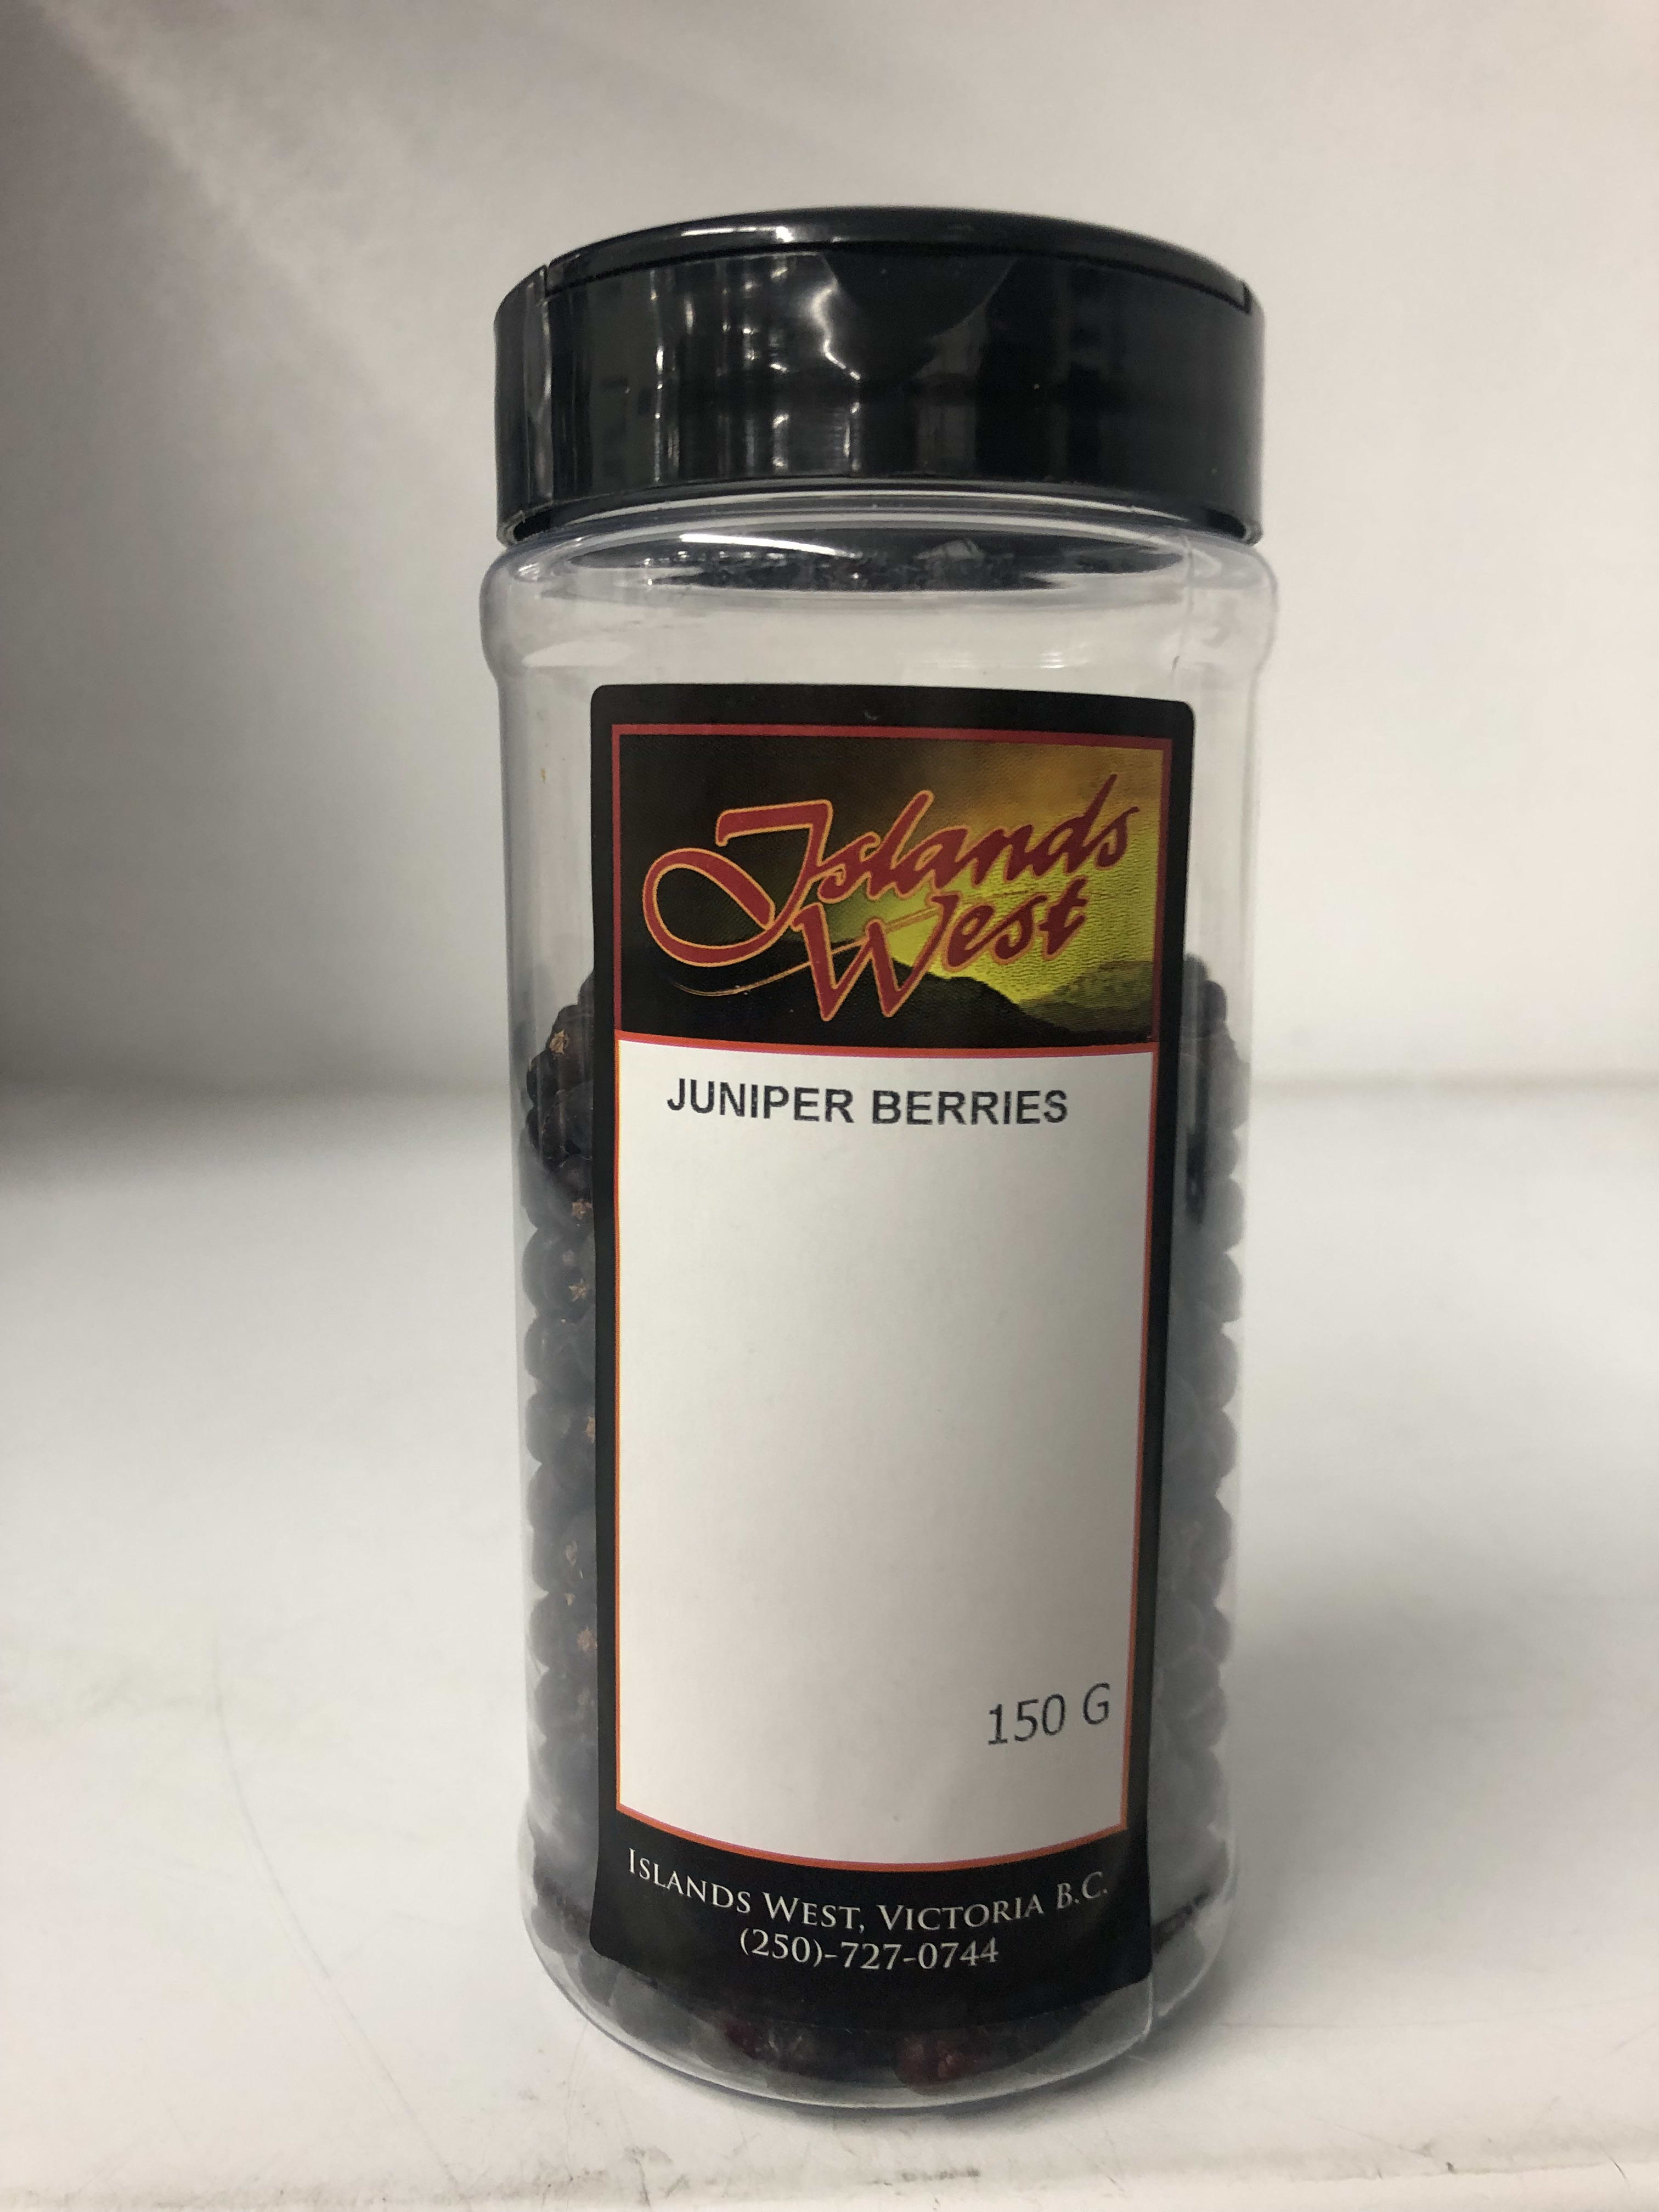 Islands
West
JUNIPER BERRIES
150 G
ISLANDS WEST, VICTORIA B.C.
(250)-727-0744